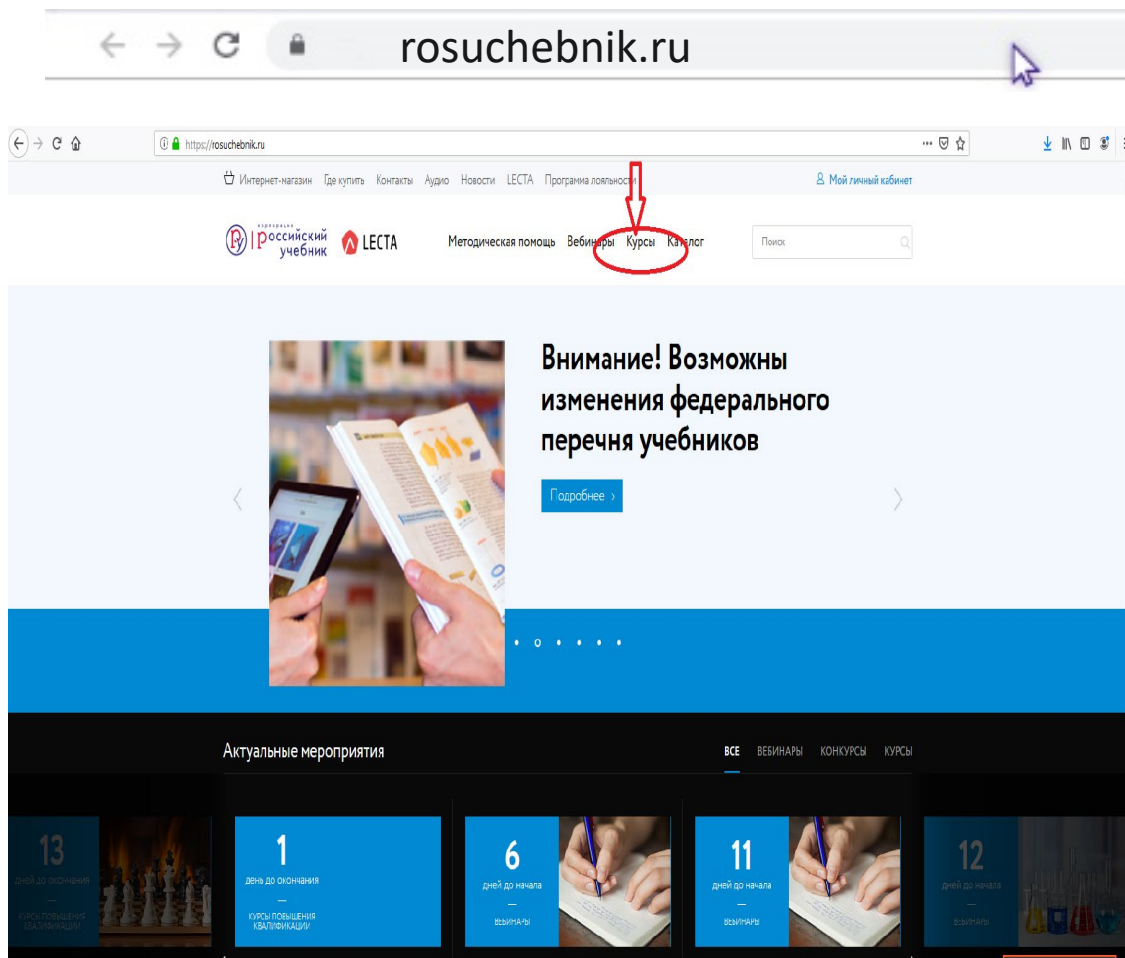 rosuchebnik.ru
https://rosuchebnik.ru
Интернет-магазин Где купить Контакты Аудио Новости LECTA Программа лояльности Мой личный кабинет
корпорация
российский
учебник
LECTA
Методическая помощь Вебинары Курсы Каталог Поиск
Внимание! Возможны
изменения федерального
перечня учебников
Подробнее ›
Актуальные мероприятия
ВСЕ ВЕБИНАРЫ КОНКУРСЫ КУРСЫ
13
дней до окончания
—
КУРСЫ ПОВЫШЕНИЯ
КВАЛИФИКАЦИИ
1
день до окончания
—
КУРСЫ ПОВЫШЕНИЯ
КВАЛИФИКАЦИИ
6
дней до начала
—
ВЕБИНАРЫ
11
дней до начала
—
ВЕБИНАРЫ
12
дней до начала
—
ВЕБИНАРЫ